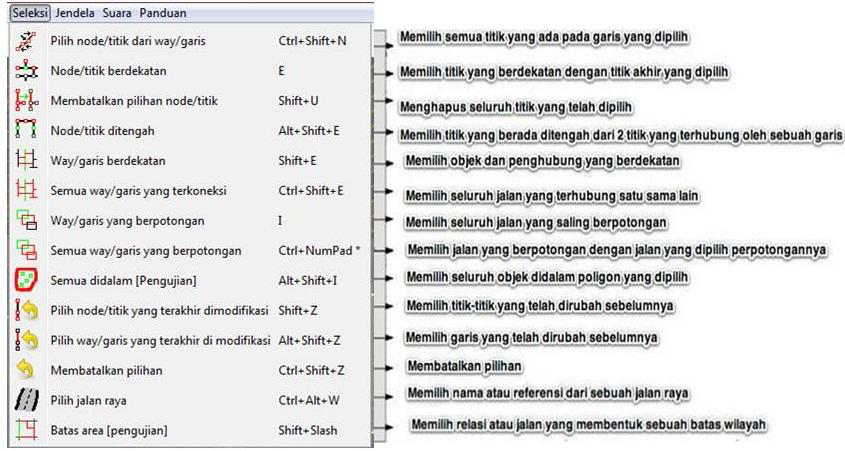 Seleksi Jendela Suara Panduan
Pilih node/titik dari way/garis Ctrl+Shift+N Memilih semua titik yang ada pada garis yang dipilih
Node/titik berdekatan E Memilih titik yang berdekatan dengan titik akhir yang dipilih
Membatalkan pilihan node/titik Shift+U Menghapus seluruh titik yang telah dipilih
Node/titik ditengah Alt+Shift+E Memilih titik yang berada ditengah dari 2 titik yang terhubung oleh sebuah garis
Way/garis berdekatan Shift+E Memilih objek dan penghubung yang berdekatan
Semua way/garis yang terkoneksi Ctrl+Shift+E Memilih seluruh jalan yang terhubung satu sama lain
Way/garis yang berpotongan I Memilih seluruh jalan yang saling berpotongan
Semua way/garis yang berpotongan Ctrl+NumPad * Memilih jalan yang berpotongan dengan jalan yang dipilih perpotongannya
Semua didalam [Pengujian] Alt+Shift+I Memilih seluruh objek didalam poligon yang dipilih
Pilih node/titik yang terakhir dimodifikasi Shift+Z Memilih titik-titik yang telah dirubah sebelumnya
Pilih way/garis yang terakhir di modifikasi Alt+Shift+Z Memilih garis yang telah dirubah sebelumnya
Membatalkan pilihan Ctrl+Shift+Z Membatalkan pilihan
Pilih jalan raya Ctrl+Alt+W Memilih nama atau referensi dari sebuah jalan raya
Batas area [pengujian] Shift+Slash Memilih relasi atau jalan yang membentuk sebuah batas wilayah